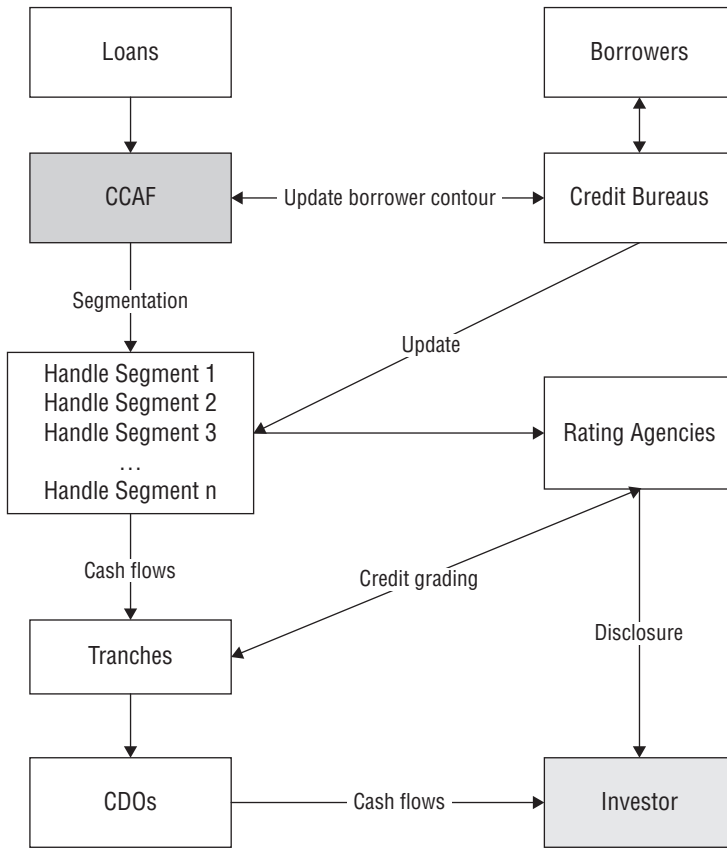 Loans
Borrowers
CCAF
Update borrower contour
Credit Bureaus
Segmentation
Update
Handle Segment 1
Handle Segment 2
Handle Segment 3
…
Handle Segment n
Rating Agencies
Cash flows
Credit grading
Disclosure
Tranches
CDOs
Cash flows
Investor